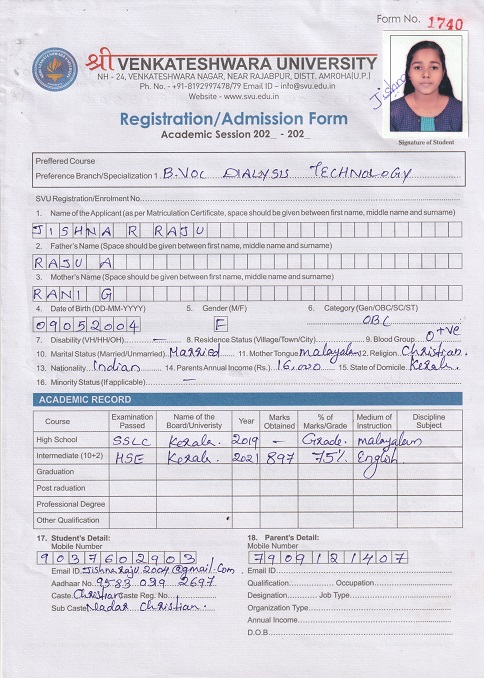 Form No. 1740
श्री VENKATESHWARA UNIVERSITY
NH - 24, VENKATESHWARA NAGAR, NEAR RAJABPUR, DISTT. AMROHA(U.P.)
Ph. No. - +91-8192997478/79 Email ID – info@svu.edu.in
Website - www.svu.edu.in
Jishna
Registration/Admission Form
Academic Session 202_ - 202_
Signature of Student
Preffered Course
Preference Branch/Specialization 1. B.VOC DIALYSIS TECHNOLOGY
SVU Registration/Enrolment No.
1. Name of the Applicant (as per Matriculation Certificate, space should be given between first name, middle name and surname)
JISHNA R RAJU
2. Father's Name (Space should be given between first name, middle name and surname)
RAJU A
3. Mother's Name (Space should be given between first name, middle name and surname)
RANI G
4. Date of Birth (DD-MM-YYYY) 5. Gender (M/F) 6. Category (Gen/OBC/SC/ST)
09052004 F OBC
7. Disability (VH/HH/OH) — 8. Residence Status (Village/Town/City) 9. Blood Group O+ve
10. Marital Status (Married/Unmarried). Married 11. Mother Tongue malayalam 12. Religion Christian.
13. Nationality Indian 14. Parents Annual Income (Rs.) 16,000 15. State of Domicile Kerala.
16. Minority Status (If applicable) —
ACADEMIC RECORD
Course Examination Passed Name of the Board/Univeristy Year Marks Obtained % of Marks/Grade Medium of Instruction Discipline Subject
High School SSLC Kerala. 2019 — Grade. malayalam
Intermediate (10+2) HSE Kerala. 2021 897 75% English.
Graduation
Post raduation
Professional Degree
Other Qualification
17. Student's Detail: 18. Parent's Detail:
Mobile Number Mobile Number
9037602903 7909121407
Email ID Jishnaraju2004@gmail.com Email ID
Aadhaar No. 9583 029 2697 Qualification Occupation
Caste Christian Caste Reg. No. Designation Job Type
Sub Caste Nadar Christian. Organization Type
Annual Income
D.O.B.